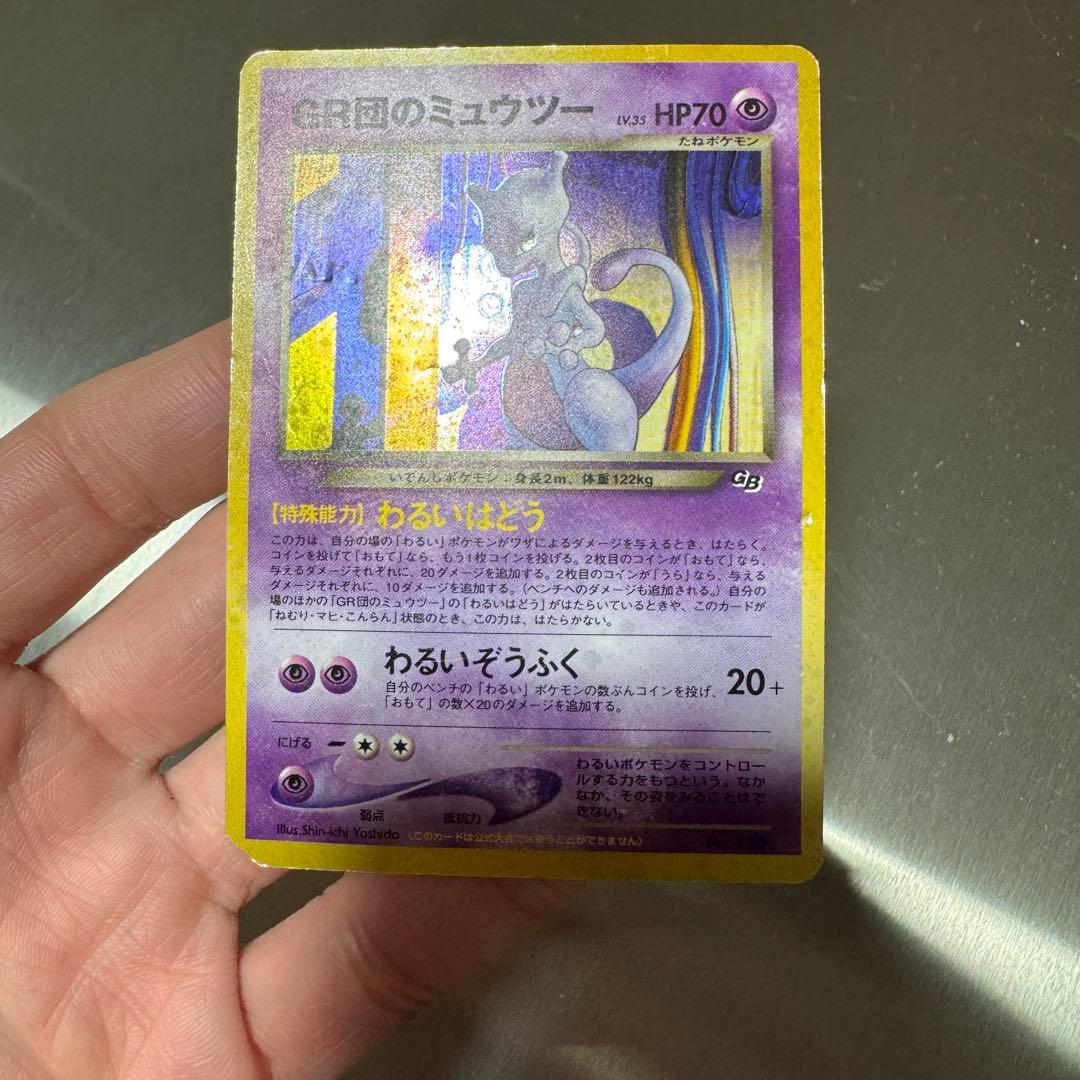 GR団のミュウツー LV.35 HP70
たねポケモン
いでんしポケモン 身長2m、体重122kg
GB
【特殊能力】わるいはどう
この力は、自分の場の「わるい」ポケモンがワザによるダメージを与えるとき、はたらく。
コインを投げて「おもて」なら、もう1枚コインを投げる。2枚目のコインが「おもて」なら、
与えるダメージそれぞれに、20ダメージを追加する。2枚目のコインが「うら」なら、与える
ダメージそれぞれに、10ダメージを追加する。（ベンチへのダメージも追加される。）自分の
場のほかの「GR団のミュウツー」の「わるいはどう」がはたらいているときや、このカードが
「ねむり・マヒ・こんらん」状態のとき、この力は、はたらかない。
わるいぞうふく 20+
自分のベンチの「わるい」ポケモンの数ぶんコインを投げ、
「おもて」の数×20のダメージを追加する。
にげる
弱点 抵抗力
わるいポケモンをコントロー
ルする力をもつという。なか
なか、その姿をみることはで
きない。
Illus.Shin-ichi Yoshida （このカードは公式大会では使うことができません）